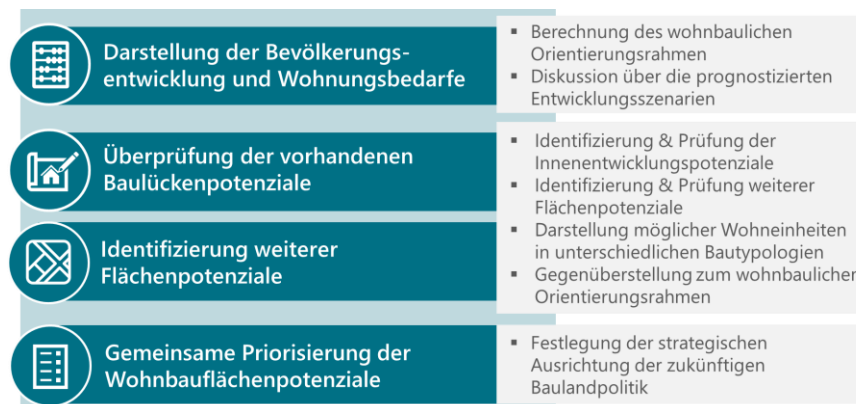 Darstellung der Bevölkerungs-
entwicklung und Wohnungsbedarfe
▪ Berechnung des wohnbaulichen
Orientierungsrahmen
▪ Diskussion über die prognostizierten
Entwicklungsszenarien
Überprüfung der vorhandenen
Baulückenpotenziale
Identifizierung weiterer
Flächenpotenziale
▪ Identifizierung & Prüfung der
Innenentwicklungspotenziale
▪ Identifizierung & Prüfung weiterer
Flächenpotenziale
▪ Darstellung möglicher Wohneinheiten
in unterschiedlichen Bautypologien
▪ Gegenüberstellung zum wohnbaulichen
Orientierungsrahmen
Gemeinsame Priorisierung der
Wohnbauflächenpotenziale
▪ Festlegung der strategischen
Ausrichtung der zukünftigen
Baulandpolitik